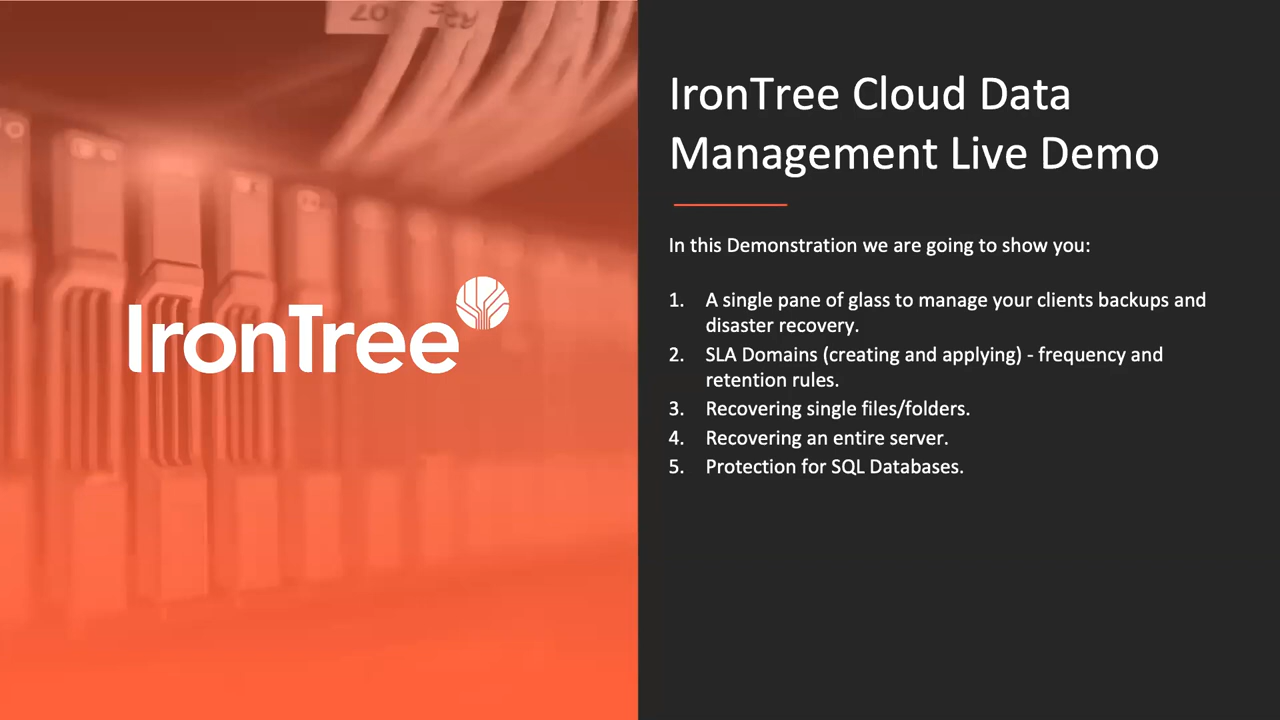 07
IronTree
IronTree Cloud Data
Management Live Demo
In this Demonstration we are going to show you:
1. A single pane of glass to manage your clients backups and
disaster recovery.
2. SLA Domains (creating and applying) - frequency and
retention rules.
3. Recovering single files/folders.
4. Recovering an entire server.
5. Protection for SQL Databases.